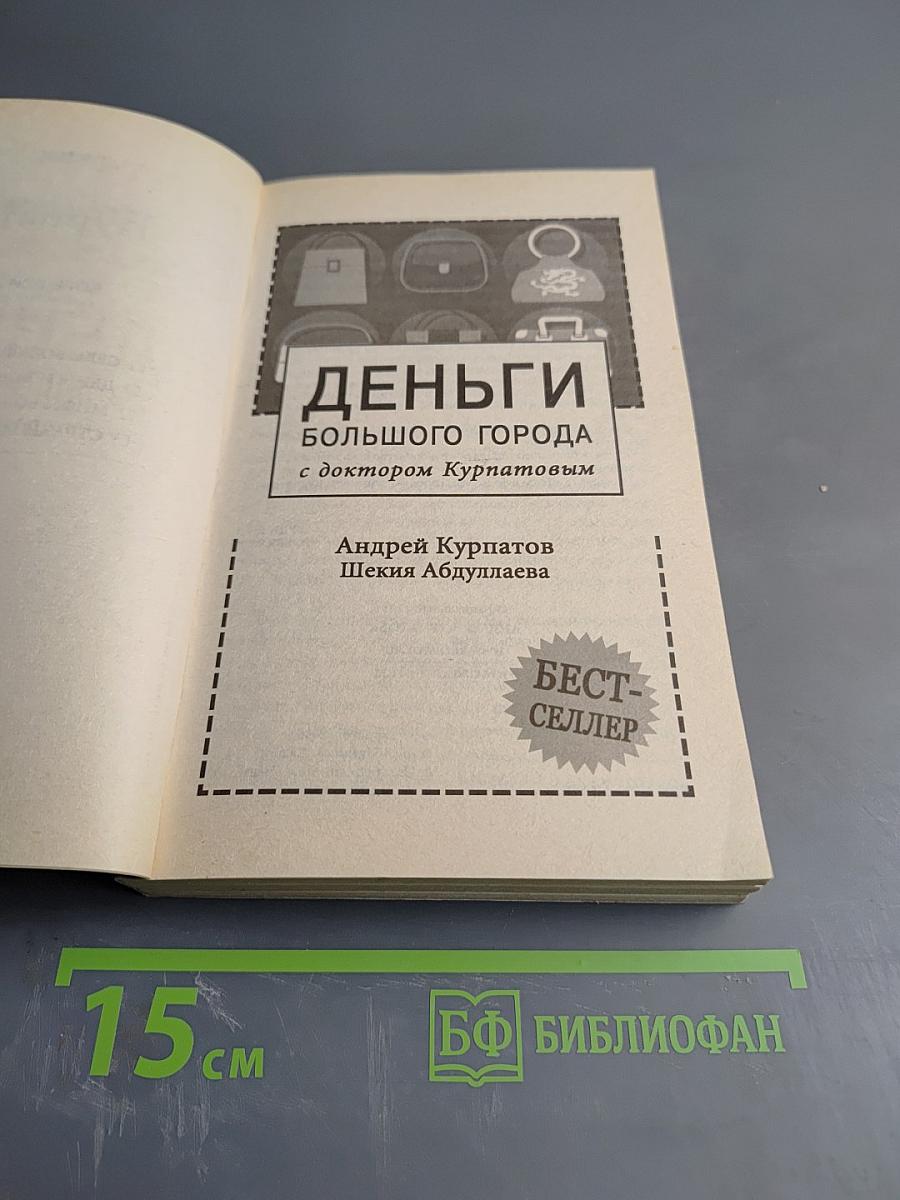 ДЕНЬГИ
БОЛЬШОГО ГОРОДА
с доктором Курпатовым
Андрей Курпатов
Шекия Абдуллаева
БЕСТ-
СЕЛЛЕР
15 см
БФ БИБЛИОФАН